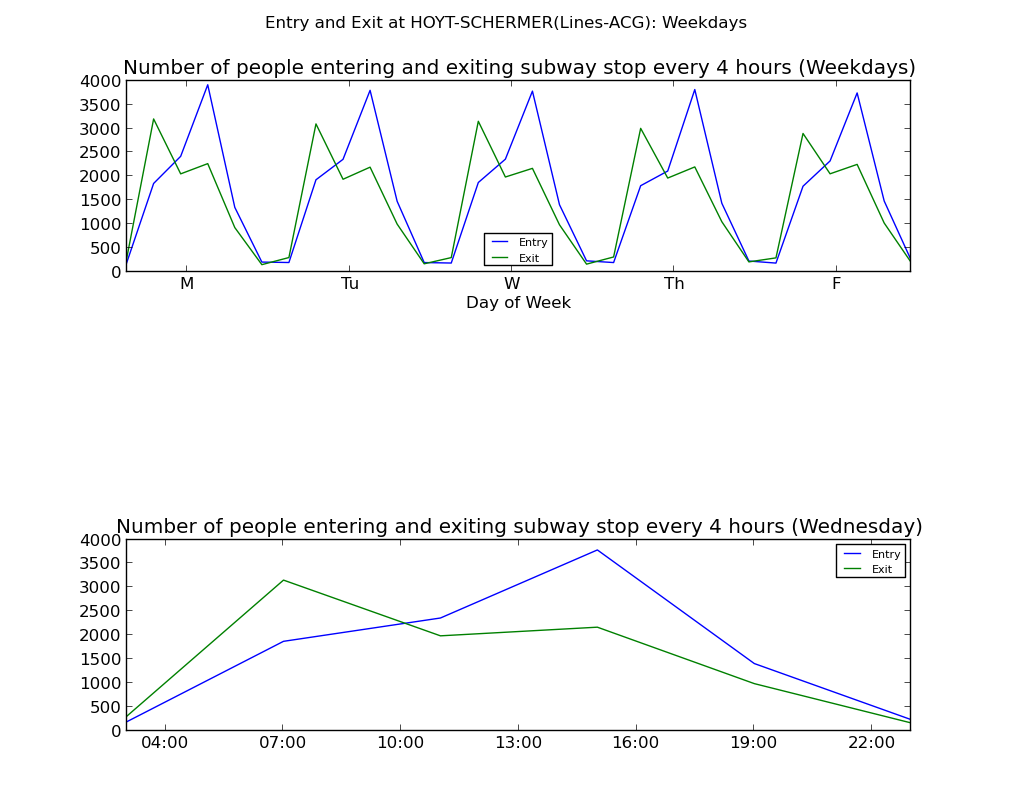 Entry and Exit at HOYT-SCHERMER(Lines-ACG): Weekdays
Number of people entering and exiting subway stop every 4 hours (Weekdays)
4000
3500
3000
2500
2000
1500
1000
500
0
Entry
Exit
M Tu W Th F
Day of Week
Number of people entering and exiting subway stop every 4 hours (Wednesday)
4000
3500
3000
2500
2000
1500
1000
500
0
Entry
Exit
04:00 07:00 10:00 13:00 16:00 19:00 22:00